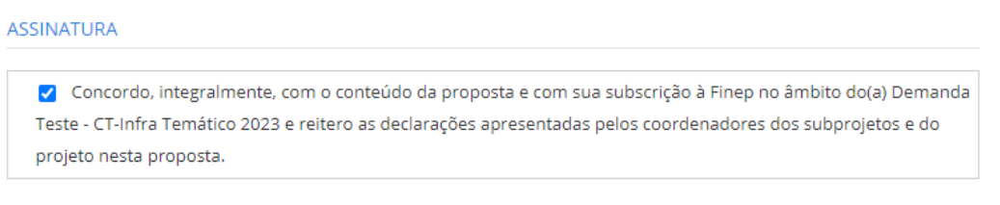 ASSINATURA
Concordo, integralmente, com o conteúdo da proposta e com sua subscrição à Finep no âmbito do(a) Demanda
Teste - CT-Infra Temático 2023 e reitero as declarações apresentadas pelos coordenadores dos subprojetos e do
projeto nesta proposta.